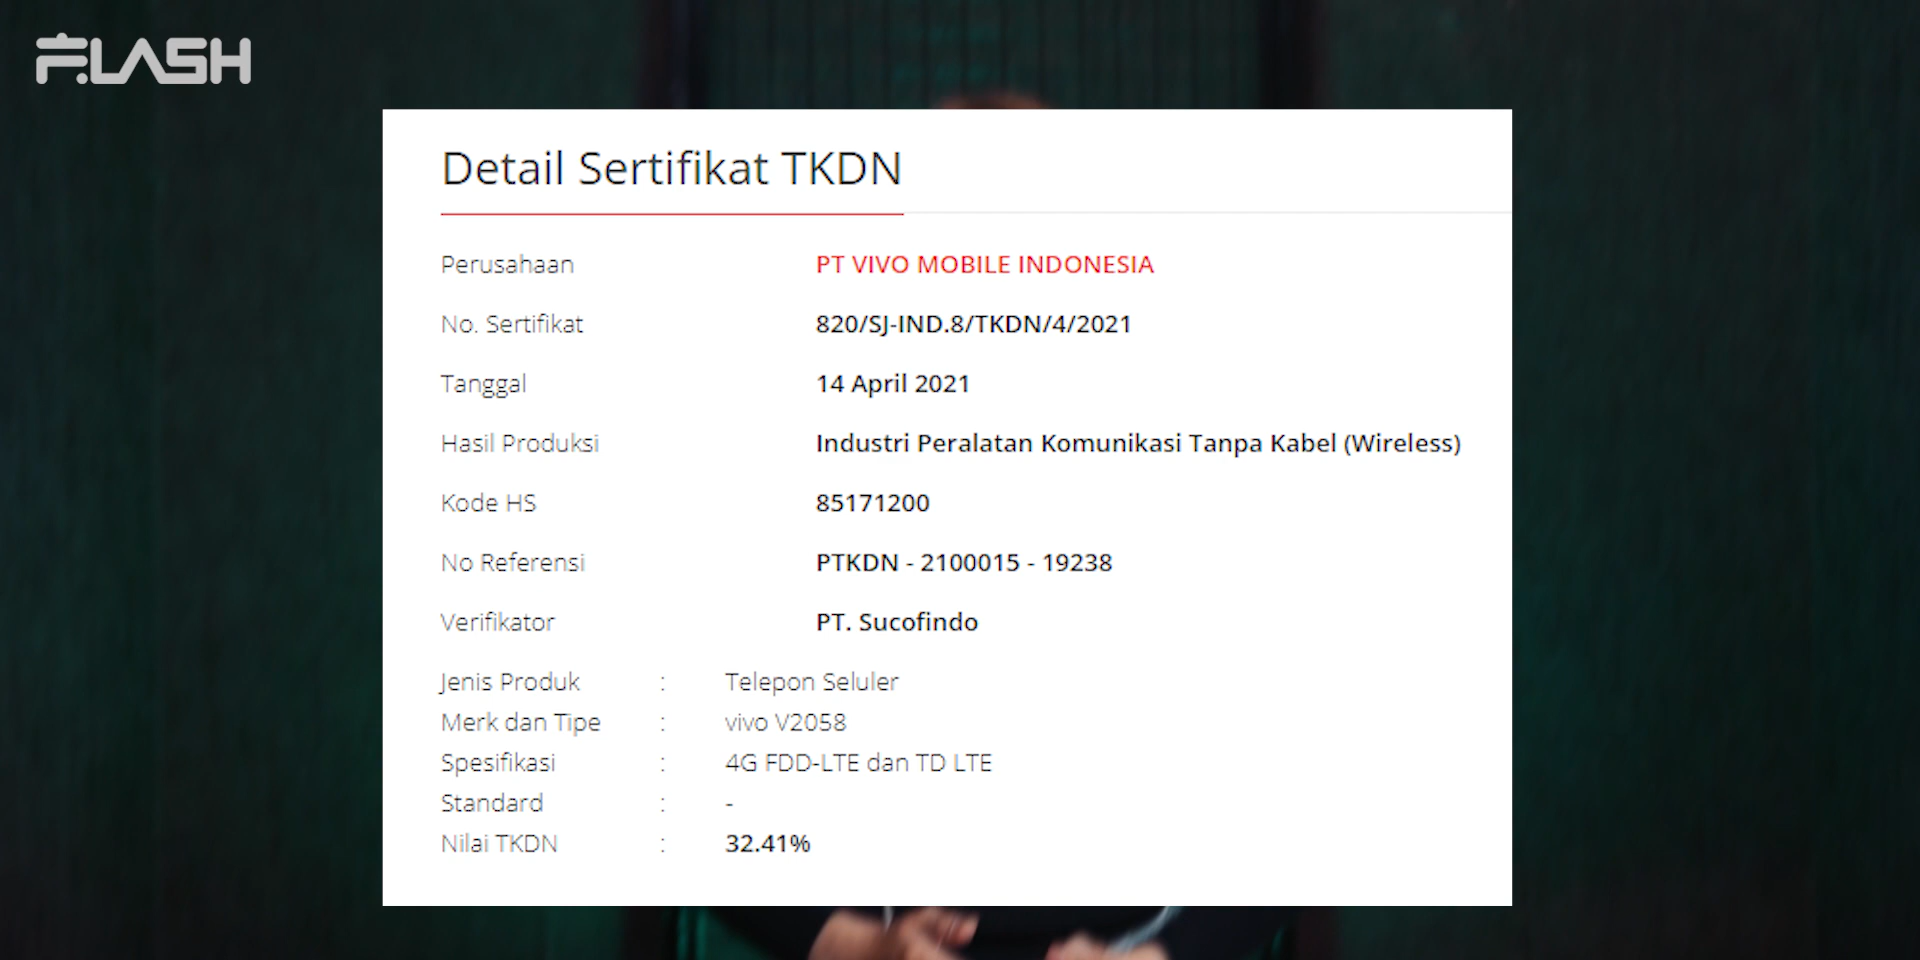 FLASH
Detail Sertifikat TKDN
Perusahaan PT VIVO MOBILE INDONESIA
No. Sertifikat 820/SJ-IND.8/TKDN/4/2021
Tanggal 14 April 2021
Hasil Produksi Industri Peralatan Komunikasi Tanpa Kabel (Wireless)
Kode HS 85171200
No Referensi PTKDN - 2100015 - 19238
Verifikator PT. Sucofindo
Jenis Produk : Telepon Seluler
Merk dan Tipe : vivo V2058
Spesifikasi : 4G FDD-LTE dan TD LTE
Standard : -
Nilai TKDN : 32.41%